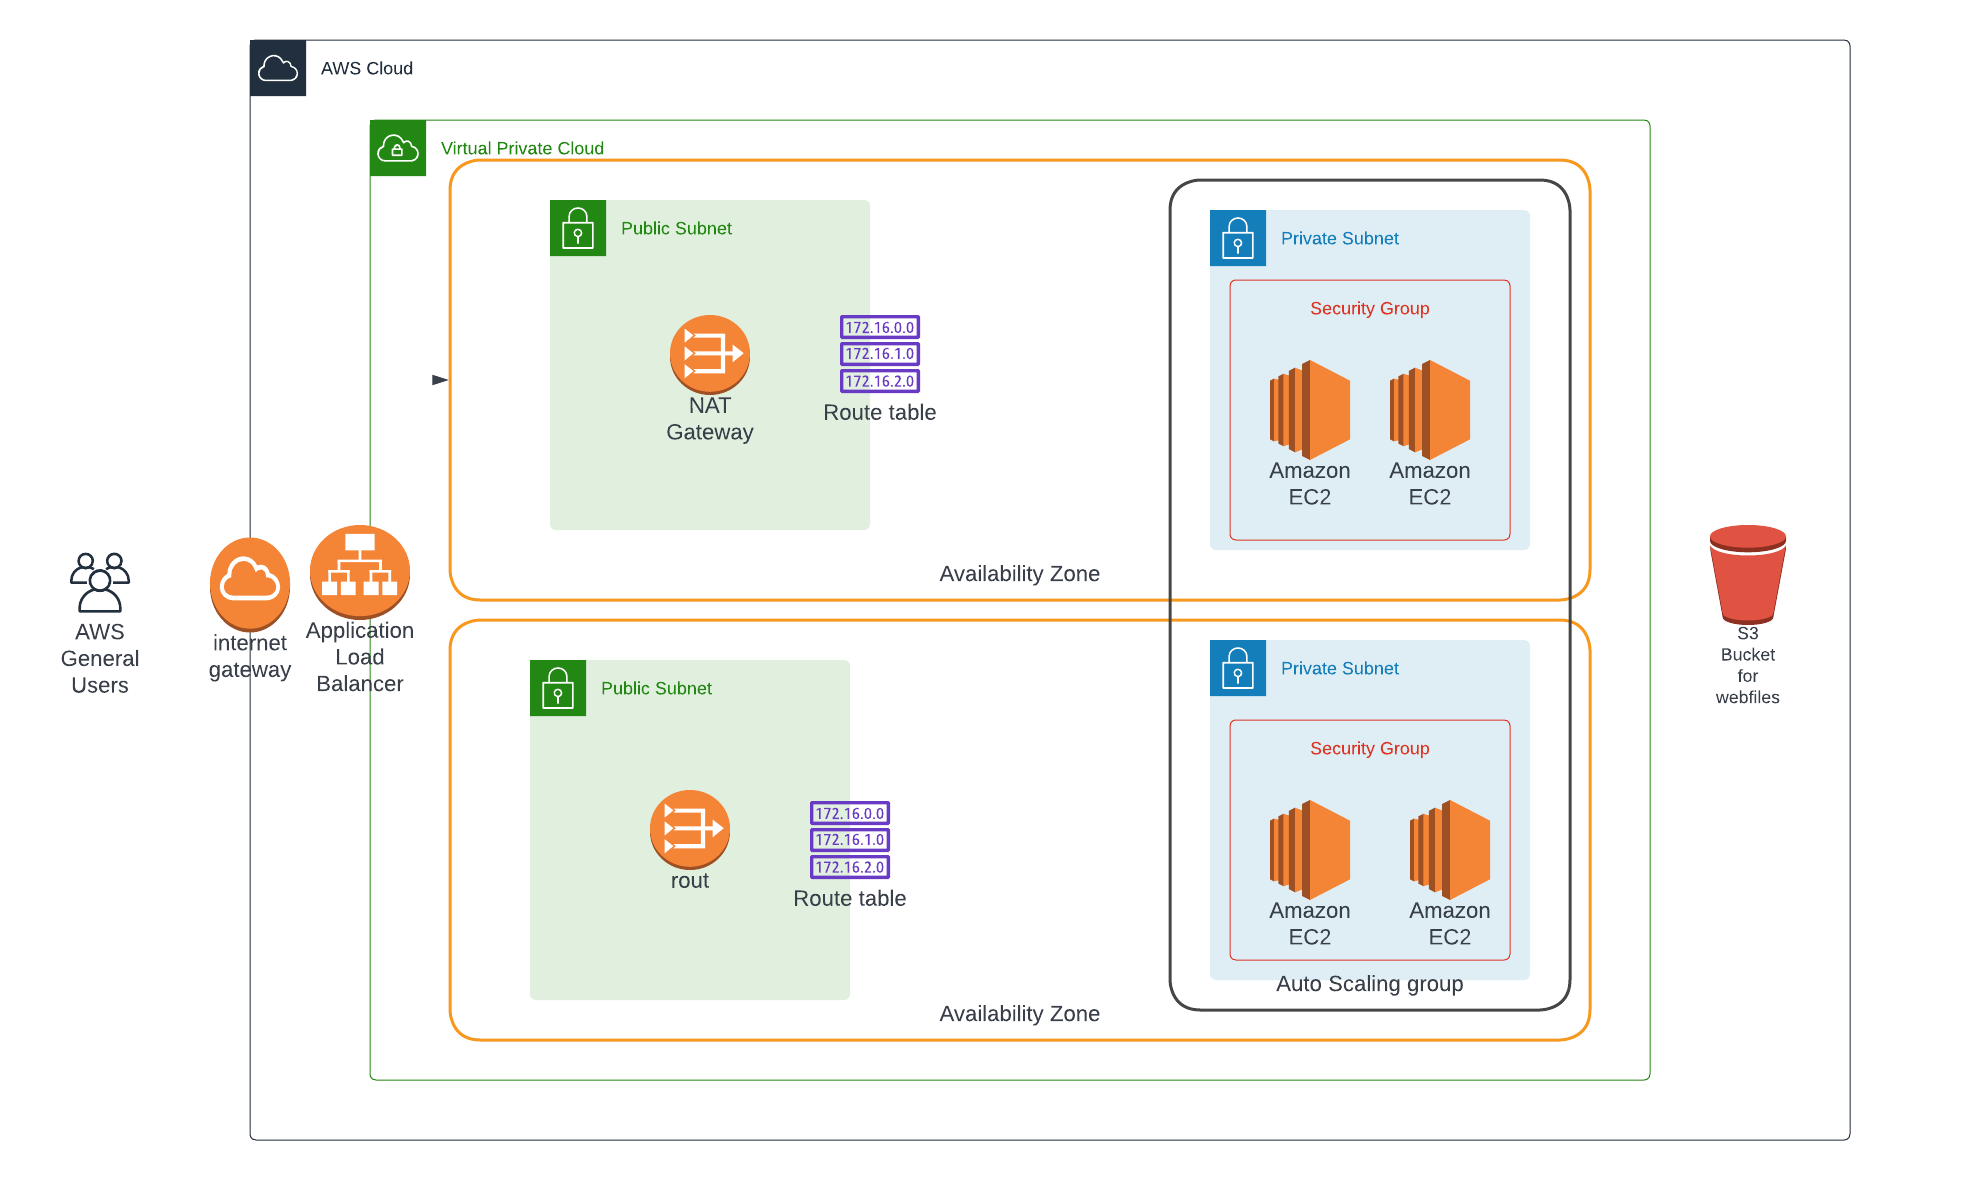 AWS Cloud
Virtual Private Cloud
Public Subnet
NAT
Gateway
172.16.0.0
172.16.1.0
172.16.2.0
Route table
Private Subnet
Security Group
Amazon
EC2
Amazon
EC2
Availability Zone
AWS
General
Users
internet
gateway
Application
Load
Balancer
S3
Bucket
for
webfiles
Public Subnet
rout
172.16.0.0
172.16.1.0
172.16.2.0
Route table
Private Subnet
Security Group
Amazon
EC2
Amazon
EC2
Auto Scaling group
Availability Zone